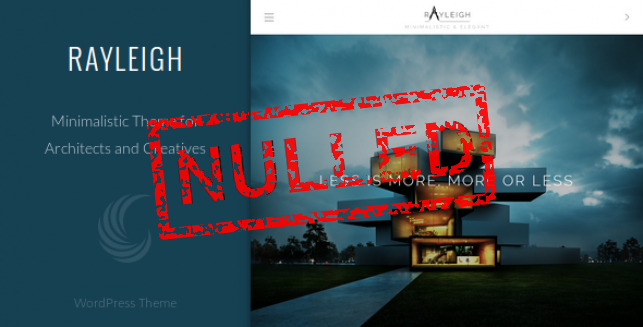 RAYLEIGH
Minimalistic Theme for
Architects and Creatives
WordPress Theme
RAYLEIGH
MINIMALISTIC & ELEGANT
LESS IS MORE, MORE OR LESS
NULLED